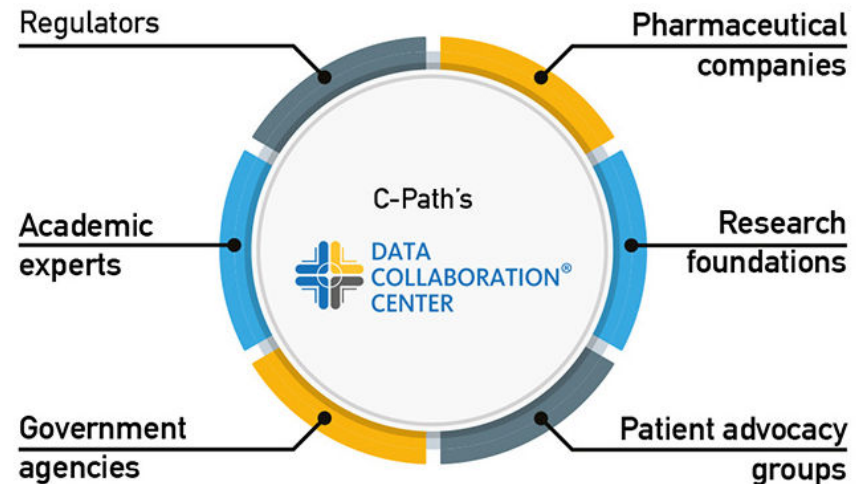 Regulators
Pharmaceutical
companies
C-Path's
DATA
COLLABORATION®
CENTER
Academic
experts
Research
foundations
Government
agencies
Patient advocacy
groups